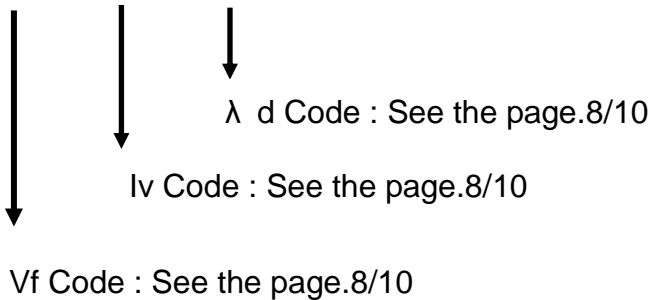 λ d Code : See the page.8/10
Iv Code : See the page.8/10
Vf Code : See the page.8/10